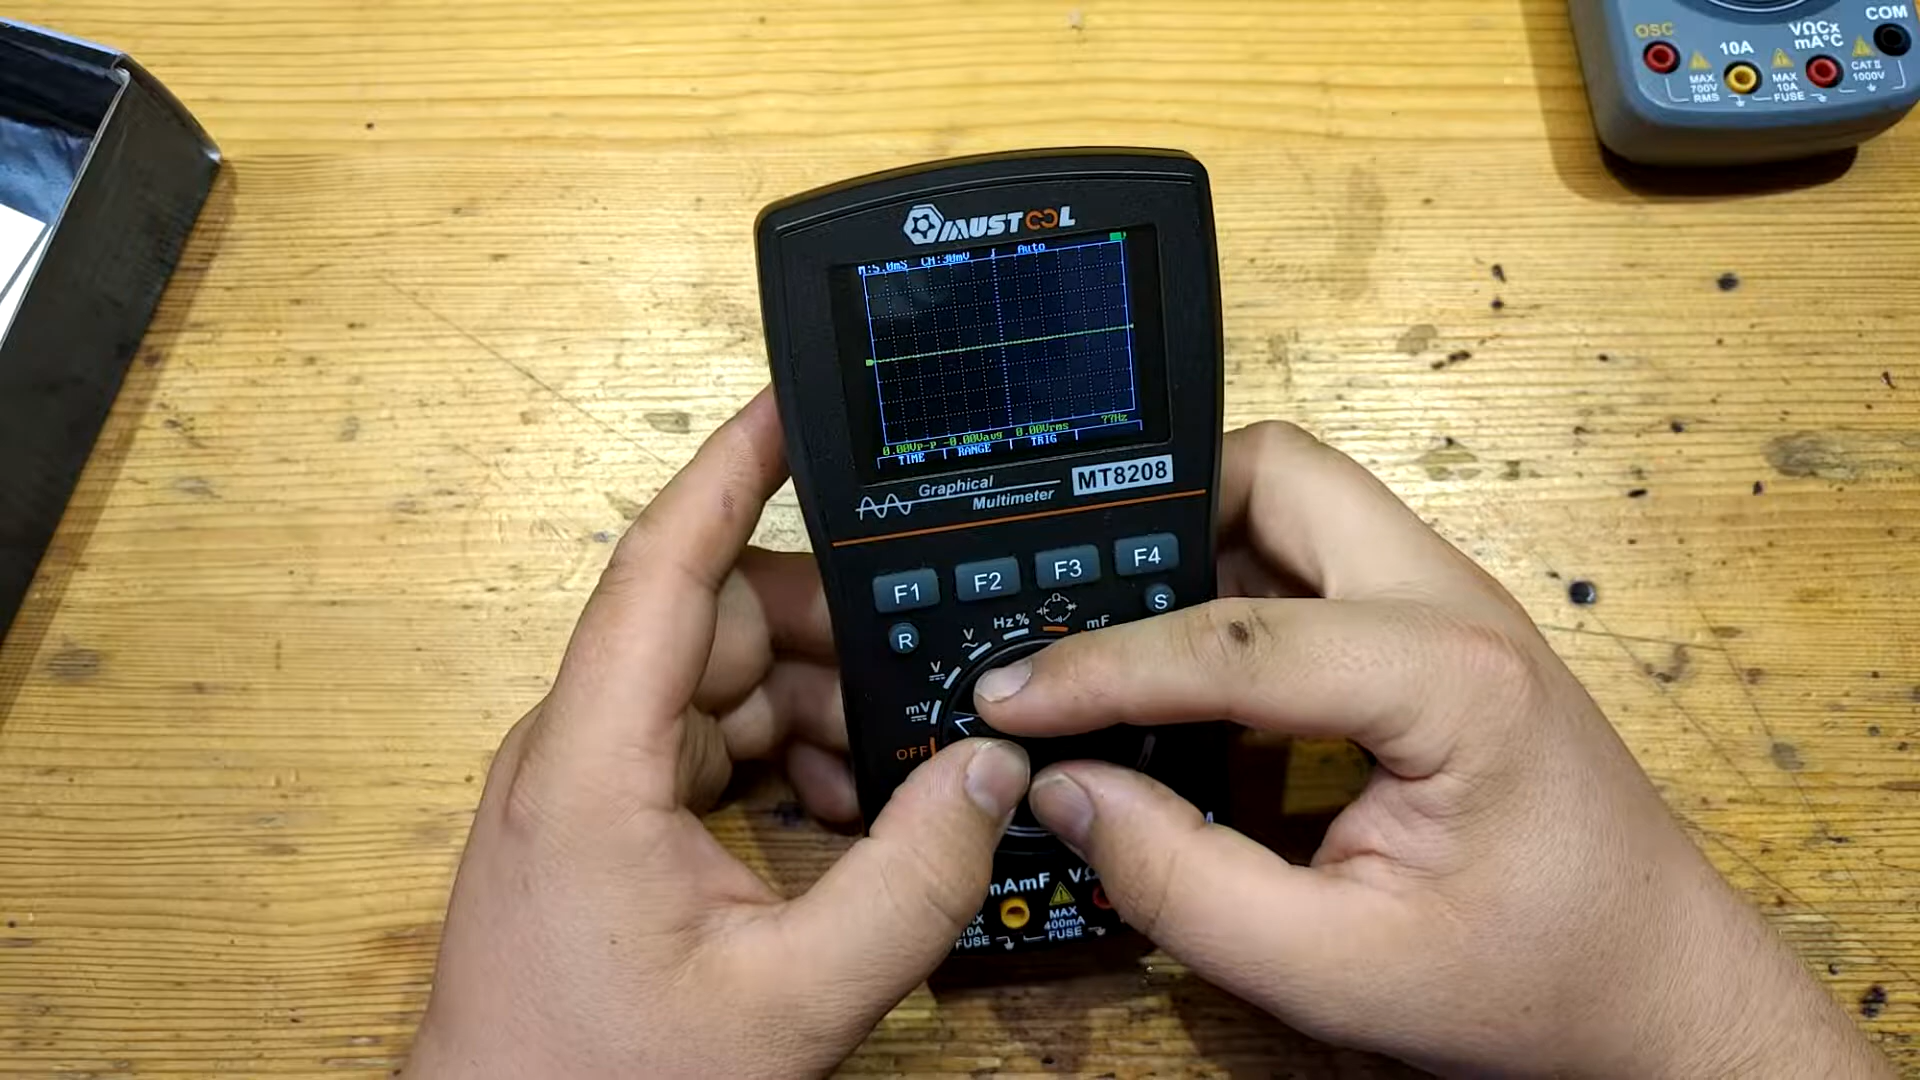 OSC
10A
VΩCx
mA°C
COM
MAX
700V
RMS
MAX
10A
FUSE
CAT II
1000V
MUSTOOL
M:5.0mS CH:30mV Auto
0.00Vp-p -0.00Vavg 0.00Vrms 77Hz
TIME RANGE TRIG
Graphical
Multimeter
MT8208
F1 F2 F3 F4
R
S
Hz%
Ω
mF
V
V
mV
OFF
A
mAmF
VΩ
MAX
10A
FUSE
MAX
400mA
FUSE